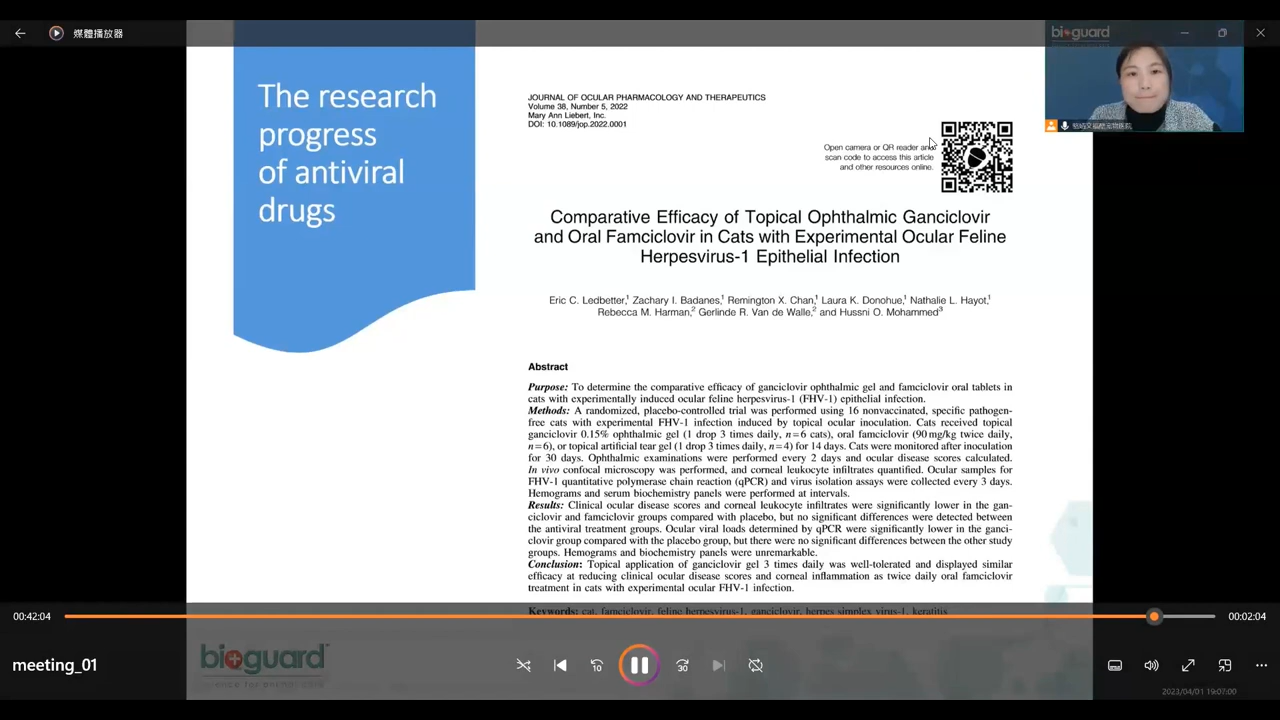 媒體播放器
bioguard
The research
progress
of antiviral
drugs
JOURNAL OF OCULAR PHARMACOLOGY AND THERAPEUTICS
Volume 38, Number 5, 2022
Mary Ann Liebert, Inc.
DOI: 10.1089/jop.2022.0001
Open camera or QR reader and
scan code to access this article
and other resources online.
Comparative Efficacy of Topical Ophthalmic Ganciclovir
and Oral Famciclovir in Cats with Experimental Ocular Feline
Herpesvirus-1 Epithelial Infection
Eric C. Ledbetter,1 Zachary I. Badanes,1 Remington X. Chan,1 Laura K. Donohue,1 Nathalie L. Hayot,1
Rebecca M. Harman,2 Gerlinde R. Van de Walle,2 and Hussni O. Mohammed3
Abstract
Purpose: To determine the comparative efficacy of ganciclovir ophthalmic gel and famciclovir oral tablets in
cats with experimentally induced ocular feline herpesvirus-1 (FHV-1) epithelial infection.
Methods: A randomized, placebo-controlled trial was performed using 16 nonvaccinated, specific pathogen-
free cats with experimental FHV-1 infection induced by topical ocular inoculation. Cats received topical
ganciclovir 0.15% ophthalmic gel (1 drop 3 times daily, n=6 cats), oral famciclovir (90 mg/kg twice daily,
n=6), or topical artificial tear gel (1 drop 3 times daily, n=4) for 14 days. Cats were monitored after inoculation
for 30 days. Ophthalmic examinations were performed every 2 days and ocular disease scores calculated.
In vivo confocal microscopy was performed, and corneal leukocyte infiltrates quantified. Ocular samples for
FHV-1 quantitative polymerase chain reaction (qPCR) and virus isolation assays were collected every 3 days.
Hemograms and serum biochemistry panels were performed at intervals.
Results: Clinical ocular disease scores and corneal leukocyte infiltrates were significantly lower in the gan-
ciclovir and famciclovir groups compared with placebo, but no significant differences were detected between
the antiviral treatment groups. Ocular viral loads determined by qPCR were significantly lower in the ganci-
clovir group compared with the placebo group, but there were no significant differences between the other study
groups. Hemograms and biochemistry panels were unremarkable.
Conclusion: Topical application of ganciclovir gel 3 times daily was well-tolerated and displayed similar
efficacy at reducing clinical ocular disease scores and corneal inflammation as twice daily oral famciclovir
treatment in cats with experimental ocular FHV-1 infection.
Keywords: cat, famciclovir, feline herpesvirus-1, ganciclovir, herpes simplex virus-1, keratitis
00:42:04
00:02:04
bioguard
meeting_01
10
30
2023/04/01 19:07:00